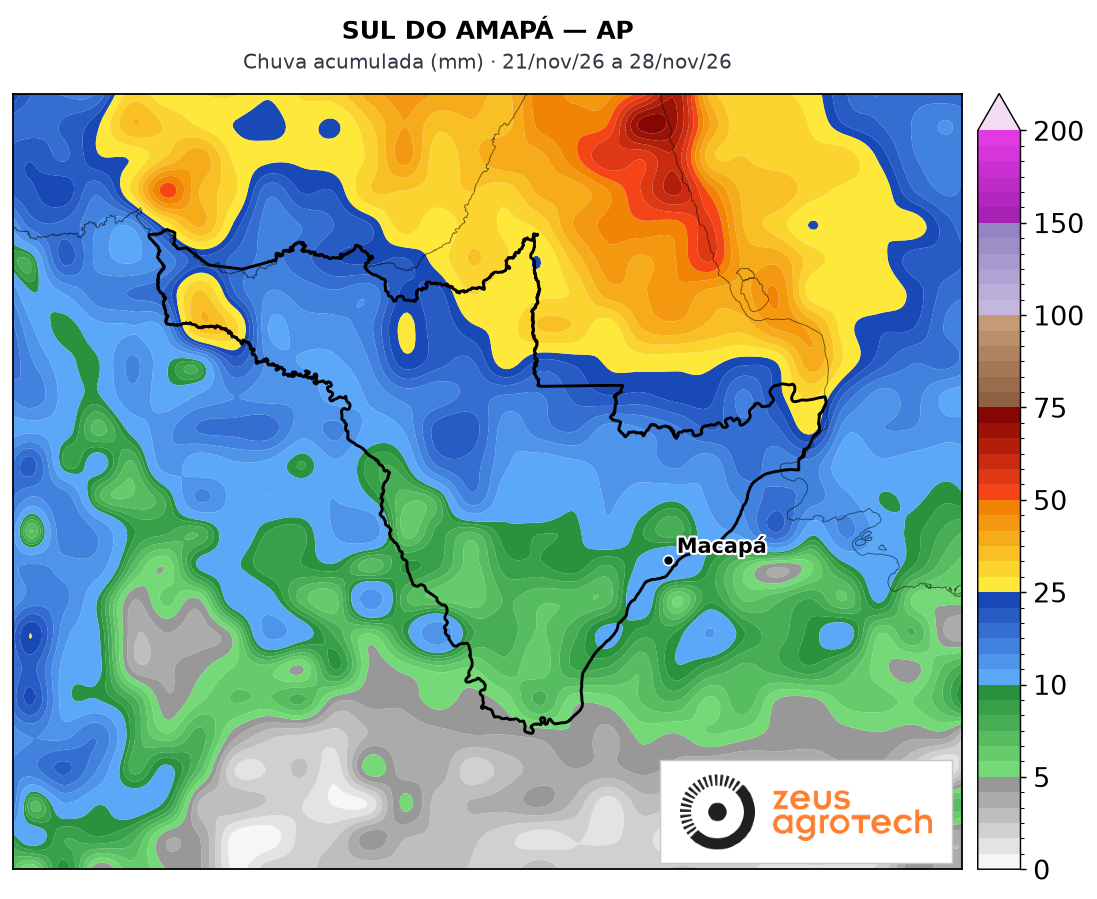 SUL DO AMAPÁ — AP
Chuva acumulada (mm) · 21/nov/26 a 28/nov/26
200
150
100
75
50
25
10
5
0
Macapá
zeus
agrotech